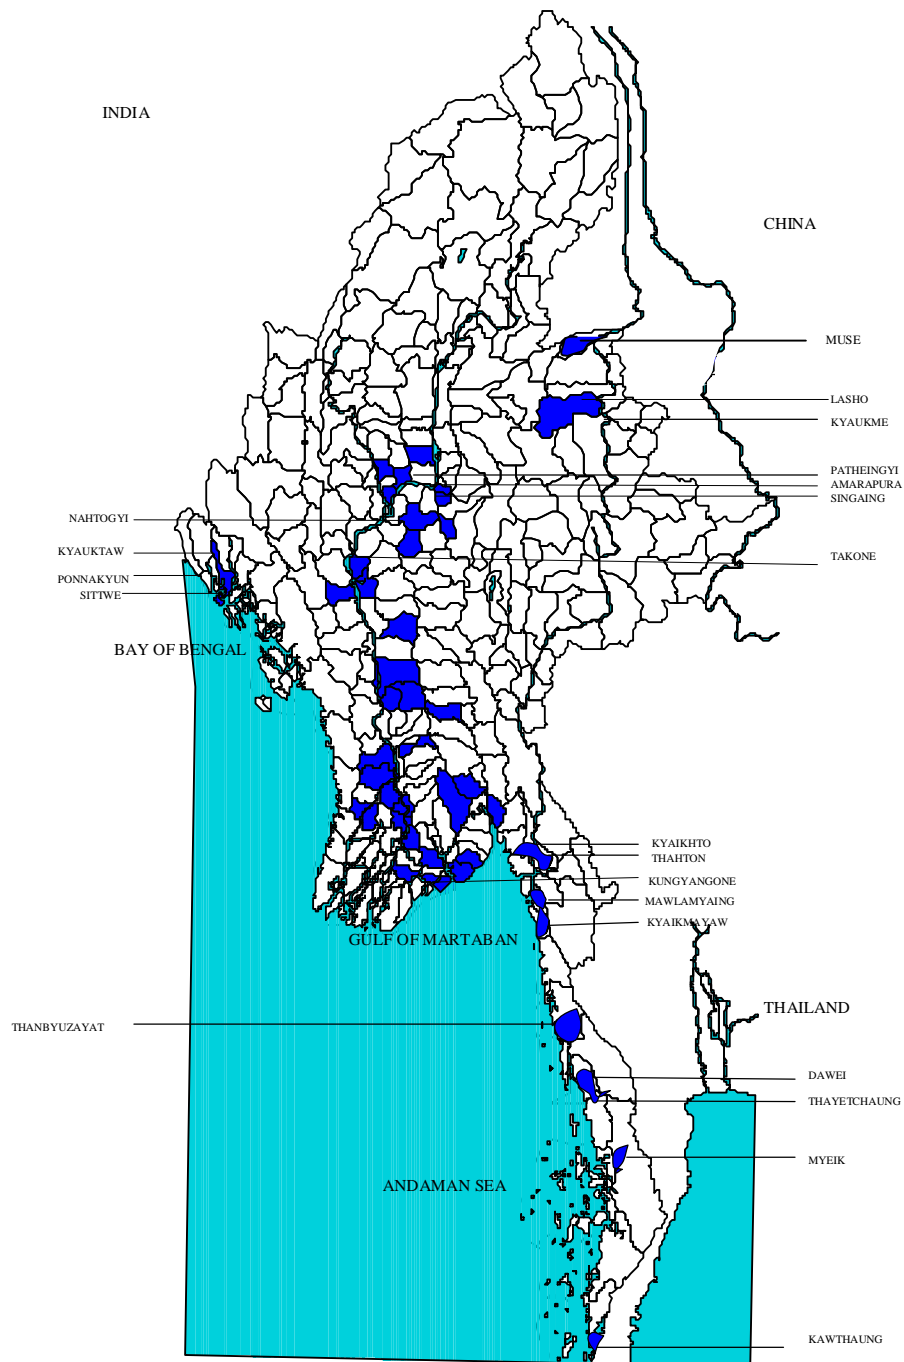 INDIA
CHINA
MUSE
LASHO
KYAUKME
PATHEINGYI
AMARAPURA
SINGAING
NAHTOGYI
KYAUKTAW
TAKONE
PONNAKYUN
SITTWE
BAY OF BENGAL
KYAIKHTO
THAHTON
KUNGYANGONE
MAWLAMYAING
KYAIKMAYAW
GULF OF MARTABAN
THAILAND
THANBYUZAYAT
DAWEI
THAYETCHAUNG
MYEIK
ANDAMAN SEA
KAWTHAUNG